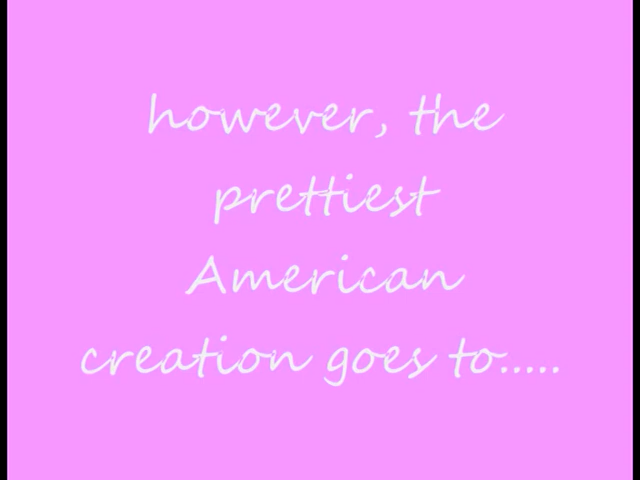 however, the
prettiest
American
creation goes to.....